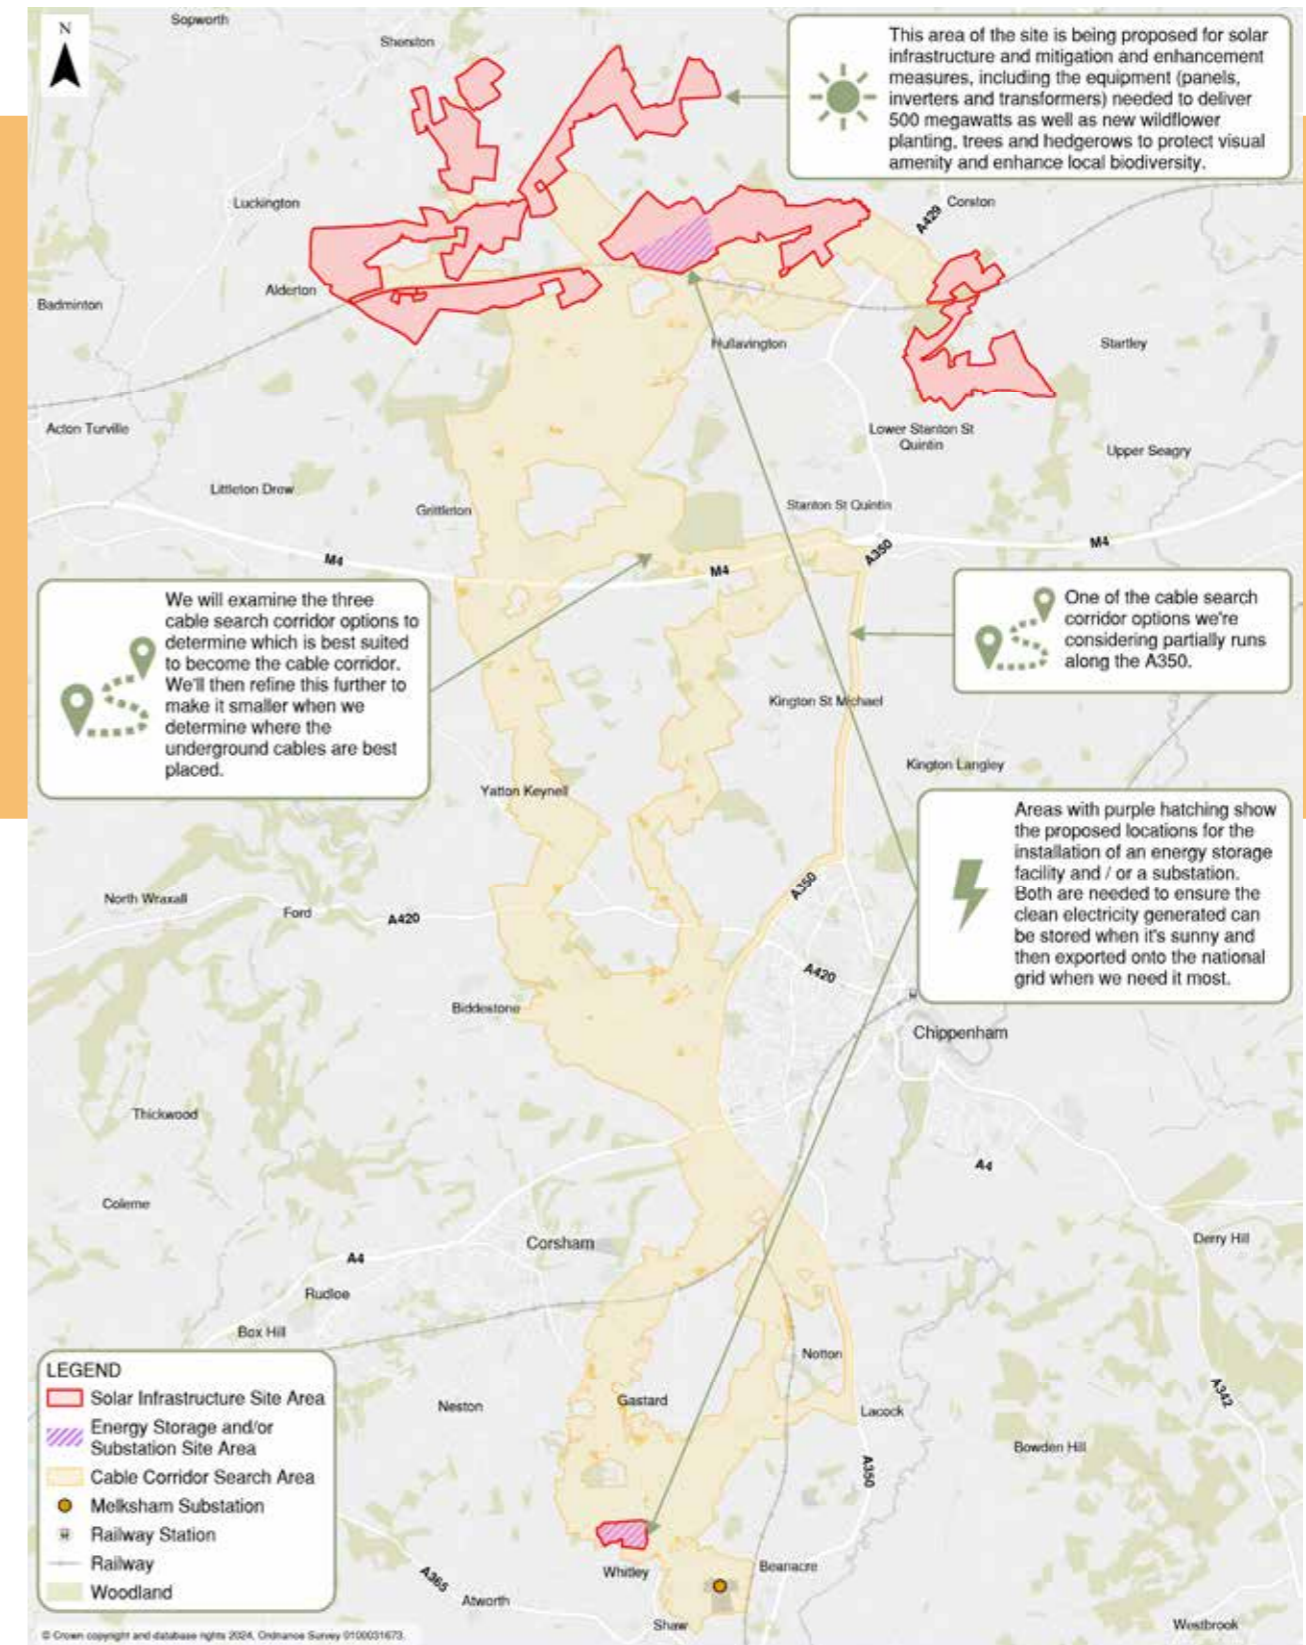 N
Sopworth
Sherston
This area of the site is being proposed for solar
infrastructure and mitigation and enhancement
measures, including the equipment (panels,
inverters and transformers) needed to deliver
500 megawatts as well as new wildflower
planting, trees and hedgerows to protect visual
amenity and enhance local biodiversity.
Luckington
Corston
A429
Alderton
Badminton
Hullavington
Startley
Acton Turville
Lower Stanton St
Quintin
Upper Seagry
Littleton Drew
Grittleton
Stanton St Quintin
M4
M4
A350
M4
We will examine the three
cable search corridor options to
determine which is best suited
to become the cable corridor.
We'll then refine this further to
make it smaller when we
determine where the
underground cables are best
placed.
One of the cable search
corridor options we're
considering partially runs
along the A350.
Kington St Michael
Kington Langley
Yatton Keynell
Areas with purple hatching show
the proposed locations for the
installation of an energy storage
facility and / or a substation.
Both are needed to ensure the
clean electricity generated can
be stored when it's sunny and
then exported onto the national
grid when we need it most.
A350
North Wraxall
Ford
A420
A420
Biddestone
Chippenham
Thickwood
A4
Colerne
Corsham
Derry Hill
A4
Rudloe
Box Hill
Notton
LEGEND
Solar Infrastructure Site Area
Energy Storage and/or
Substation Site Area
Cable Corridor Search Area
Melksham Substation
Railway Station
Railway
Woodland
Neston
Gastard
Lacock
A342
Bowden Hill
A350
Whitley
Beanacre
A365
Atworth
Shaw
Westbrook
© Crown copyright and database rights 2024, Ordnance Survey 0100031673.